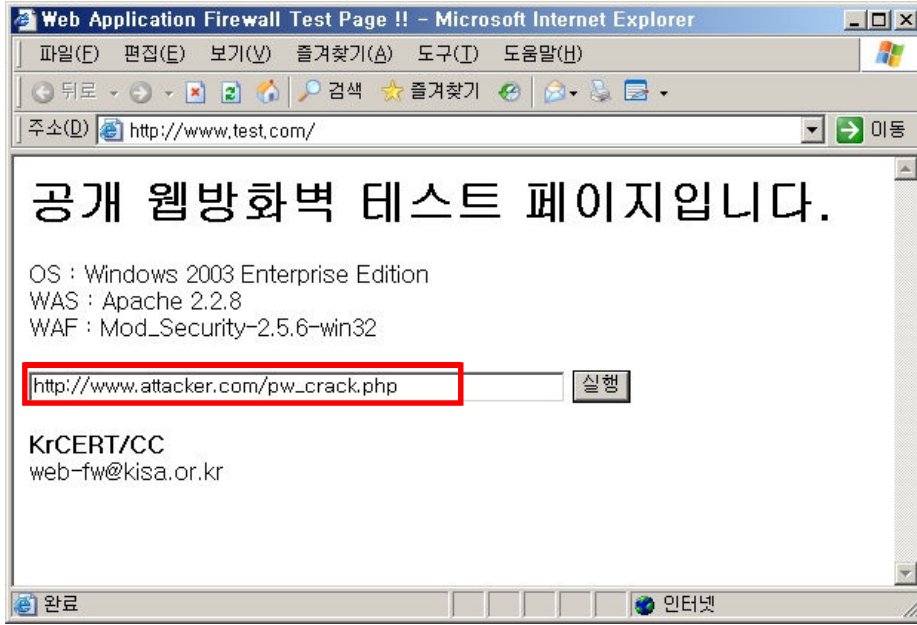 Web Application Firewall Test Page !! - Microsoft Internet Explorer
파일(F) 편집(E) 보기(V) 즐겨찾기(A) 도구(T) 도움말(H)
뒤로 검색 즐겨찾기
주소(D) http://www.test.com/ 이동
공개 웹방화벽 테스트 페이지입니다.
OS : Windows 2003 Enterprise Edition
WAS : Apache 2.2.8
WAF : Mod_Security-2.5.6-win32
http://www.attacker.com/pw_crack.php 실행
KrCERT/CC
web-fw@kisa.or.kr
완료 인터넷